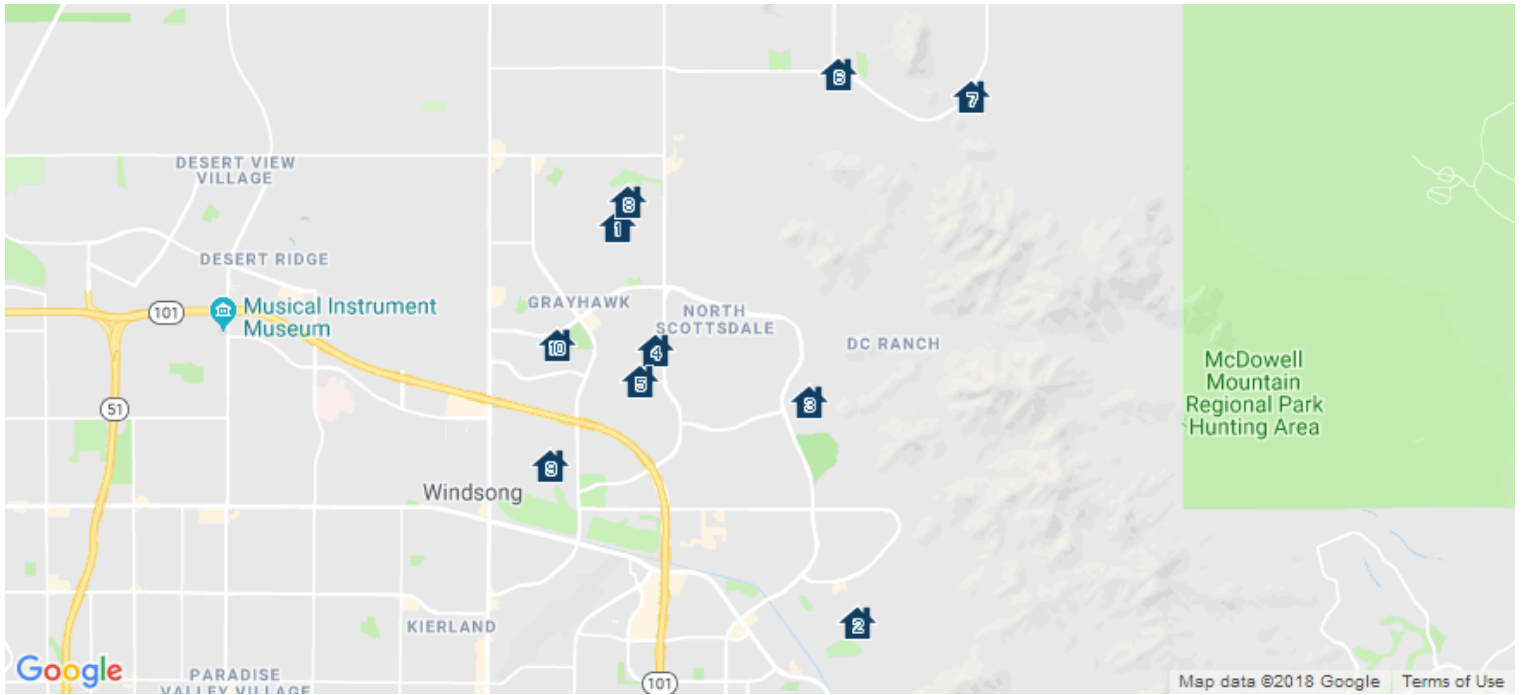 6
7
DESERT VIEW
VILLAGE
8
1
DESERT RIDGE
101
Musical Instrument
Museum
GRAYHAWK
NORTH
SCOTTSDALE
DC RANCH
10
4
5
3
McDowell
Mountain
Regional Park
Hunting Area
51
9
Windsong
KIERLAND
2
PARADISE
VALLEY VILLAGE
101
Google
Map data ©2018 Google
Terms of Use